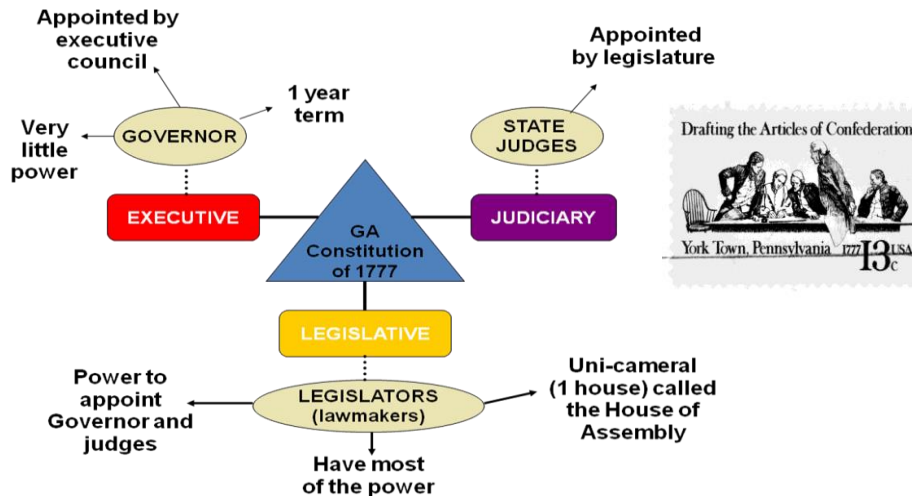 Appointed by
executive
council
1 year
term
Very
little
power
GOVERNOR
EXECUTIVE
Appointed
by legislature
STATE
JUDGES
JUDICIARY
GA
Constitution
of 1777
LEGISLATIVE
LEGISLATORS
(lawmakers)
Power to
appoint
Governor and
judges
Have most
of the power
Uni-cameral
(1 house) called
the House of
Assembly
Drafting the Articles of Confederation
York Town, Pennsylvania 1777 13c USA